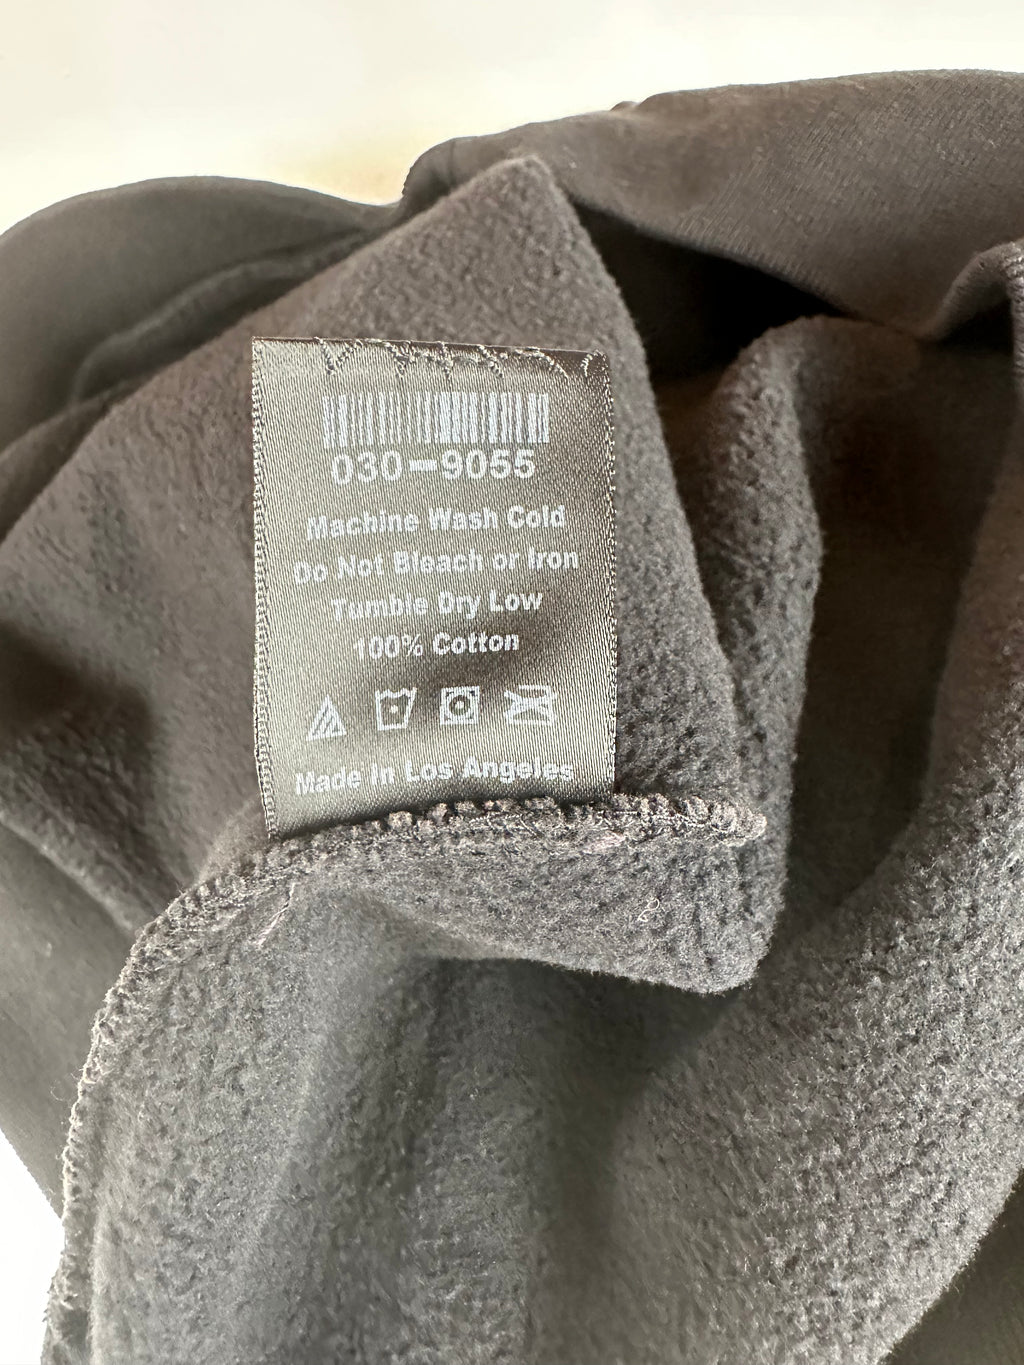 030-9055
Machine Wash Cold
Do Not Bleach or Iron
Tumble Dry Low
100% Cotton
Made in Los Angeles